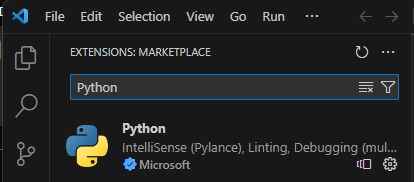 File Edit Selection View Go Run ···
EXTENSIONS: MARKETPLACE
Python
Python
IntelliSense (Pylance), Linting, Debugging (mul...
Microsoft